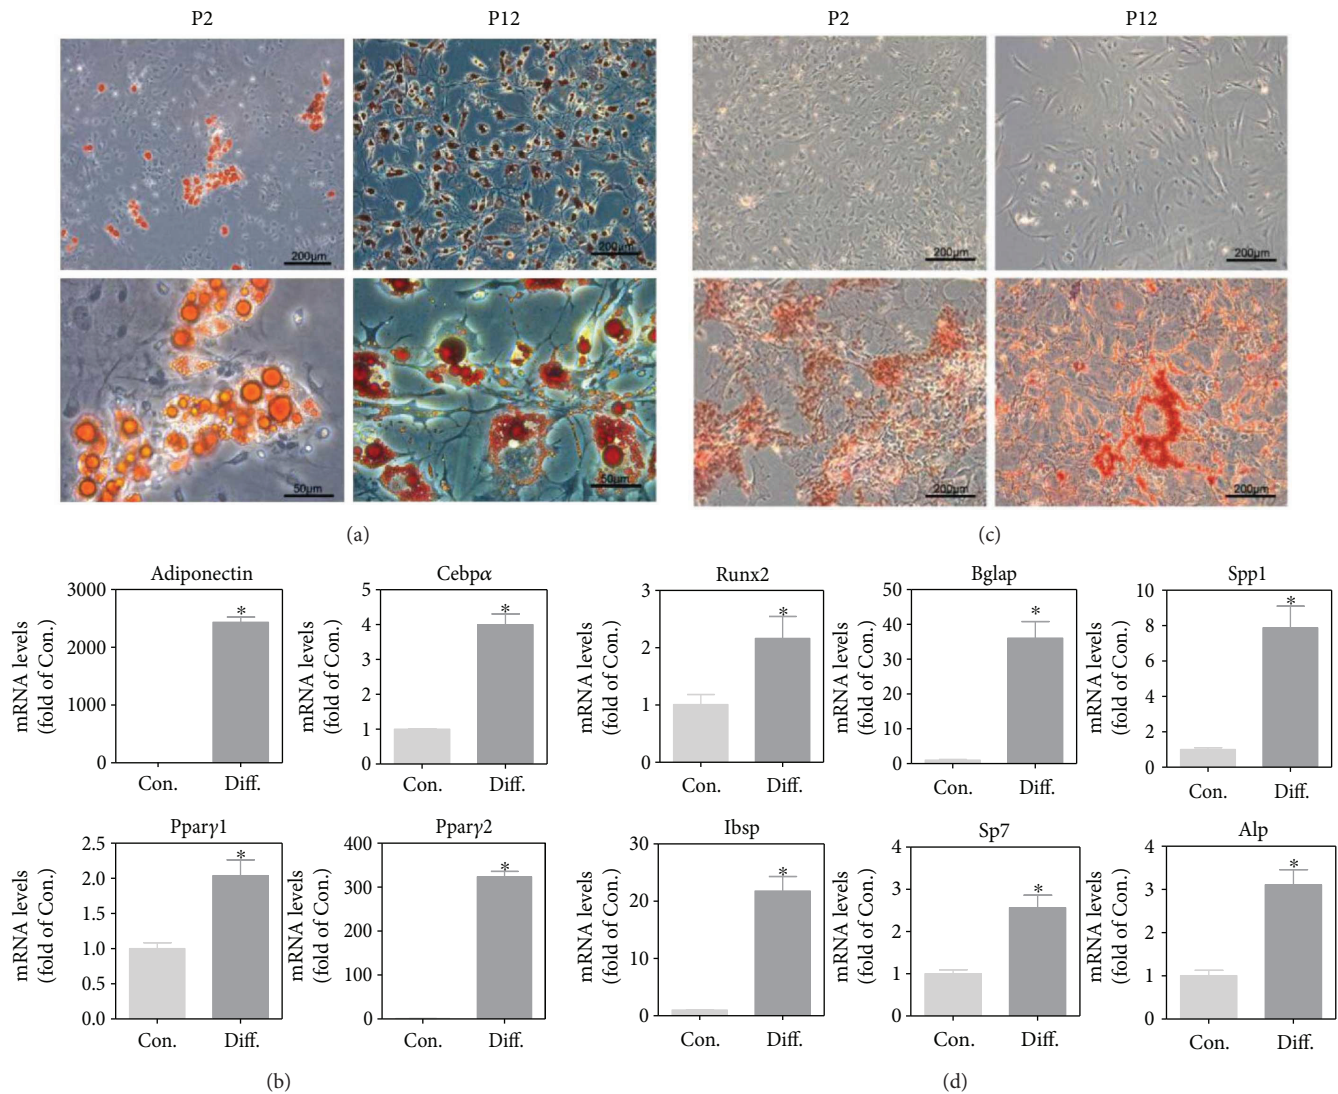 P2
P12
P2
P12
200μm
200μm
200μm
200μm
50μm
50μm
200μm
200μm
(a)
(c)
Adiponectin
mRNA levels
(fold of Con.)
3000
2000
1000
0
Con.
Diff.
*
Cebpα
mRNA levels
(fold of Con.)
5
4
3
2
1
0
Con.
Diff.
*
Runx2
mRNA levels
(fold of Con.)
3
2
1
0
Con.
Diff.
*
Bglap
mRNA levels
(fold of Con.)
50
40
30
20
10
0
Con.
Diff.
*
Spp1
mRNA levels
(fold of Con.)
10
8
6
4
2
0
Con.
Diff.
*
Pparγ1
mRNA levels
(fold of Con.)
2.5
2.0
1.5
1.0
0.5
0.0
Con.
Diff.
*
Pparγ2
mRNA levels
(fold of Con.)
400
300
200
100
0
Con.
Diff.
*
Ibsp
mRNA levels
(fold of Con.)
30
20
10
0
Con.
Diff.
*
Sp7
mRNA levels
(fold of Con.)
4
3
2
1
0
Con.
Diff.
*
Alp
mRNA levels
(fold of Con.)
4
3
2
1
0
Con.
Diff.
*
(b)
(d)